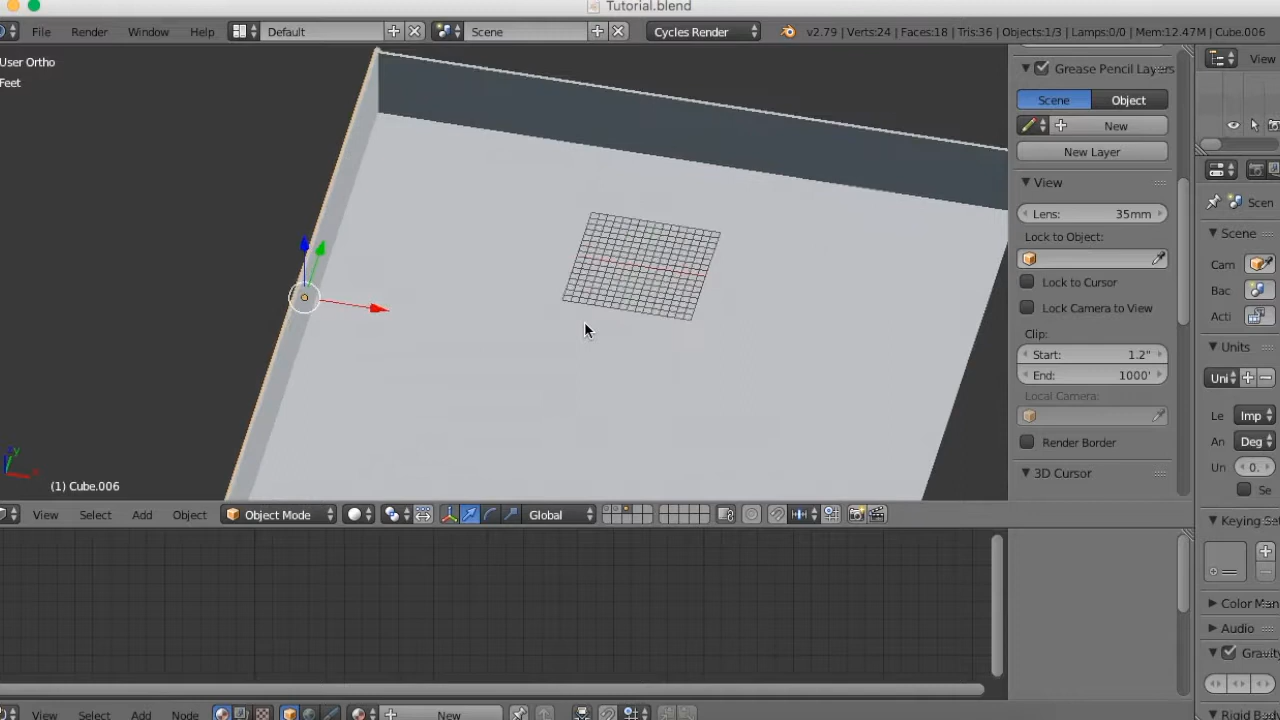 Tutorial.blend
File Render Window Help Default Scene Cycles Render v2.79 | Verts:24 | Faces:18 | Tris:36 | Objects:1/3 | Lamps:0/0 | Mem:12.47M | Cube.006
User Ortho
Feet
(1) Cube.006
View Select Add Object Object Mode Global
View Select Add Node New
Grease Pencil Layers
Scene Object
New
New Layer
View
Lens: 35mm
Lock to Object:
Lock to Cursor
Lock Camera to View
Clip:
Start: 1.2"
End: 1000'
Local Camera:
Render Border
3D Cursor
View
Scen
Scene
Cam
Bac
Acti
Units
Uni
Le Imp
An Deg
Un 0.
Se
Keying Se
Color Man
Audio
Gravit
Rigid Bo